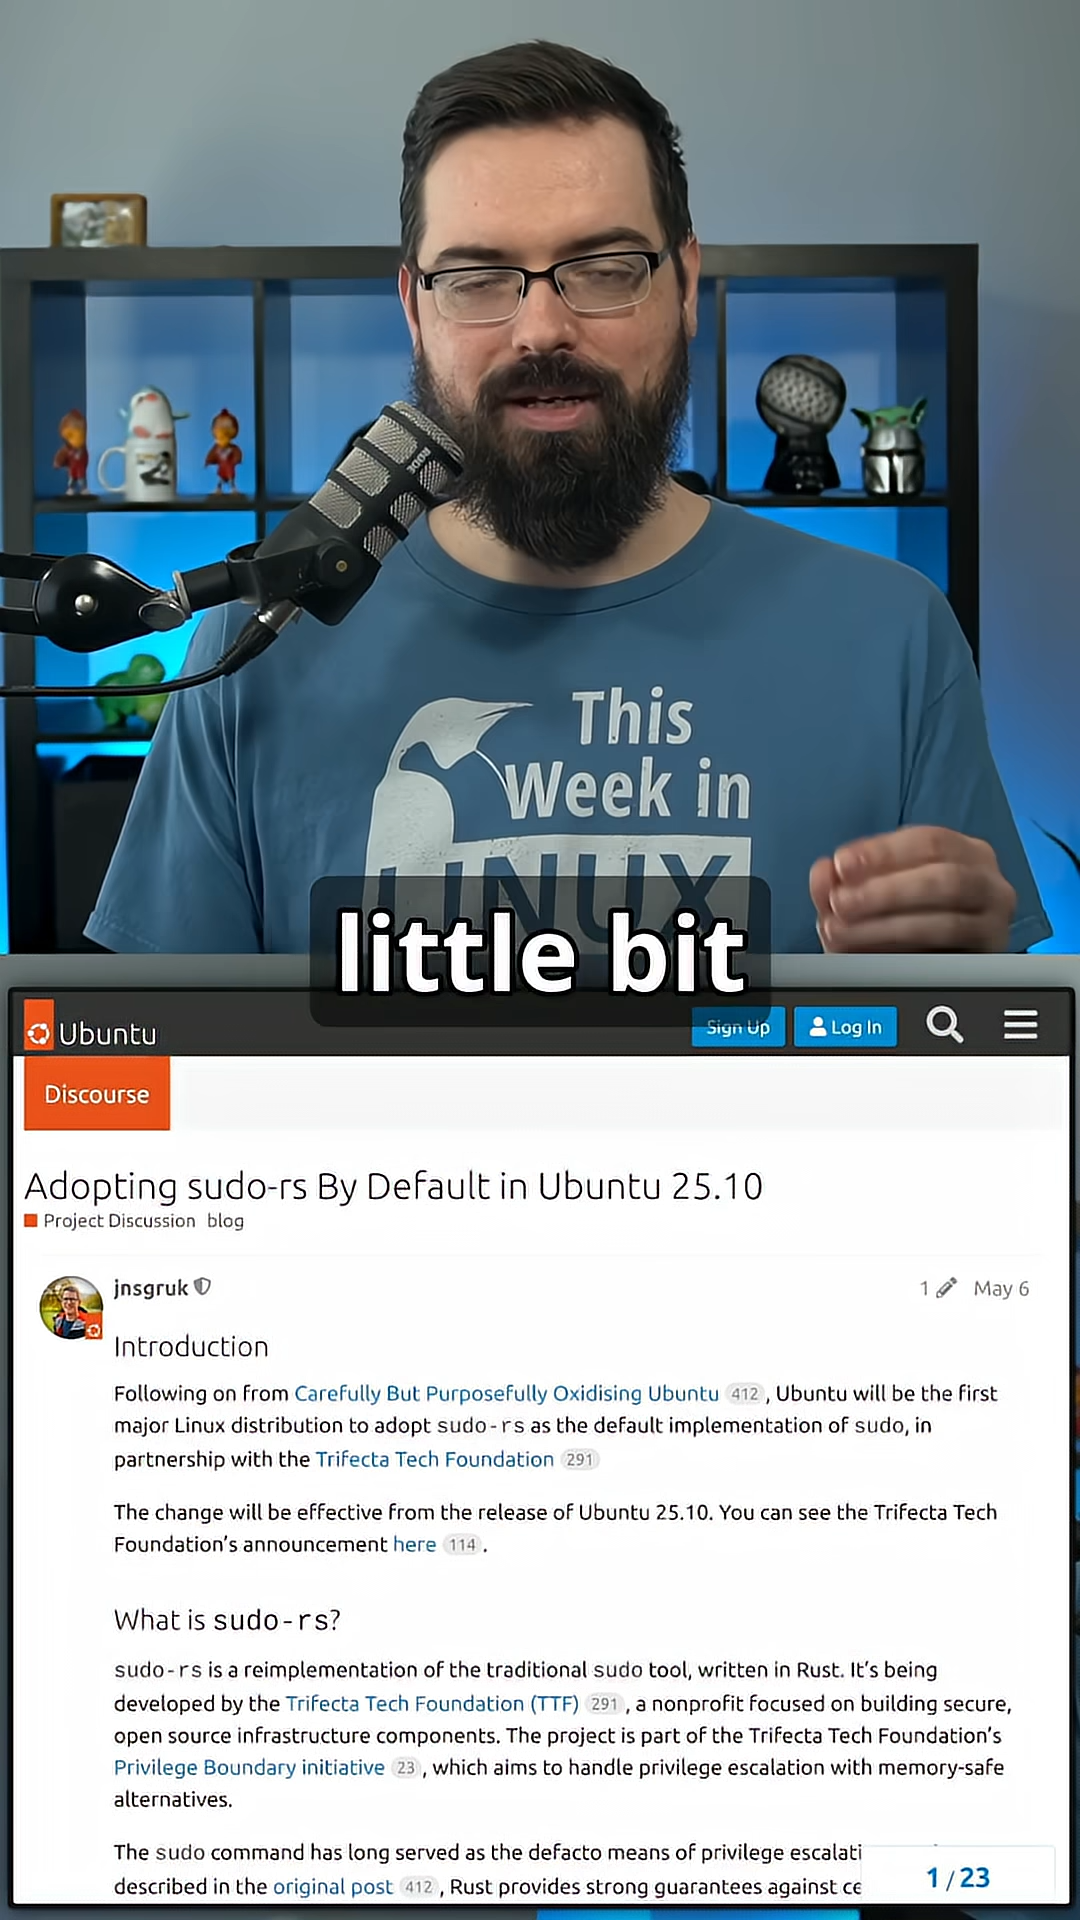 RODE
This
Week in
LINUX
little bit
Ubuntu
Sign Up
Log In
Discourse
Adopting sudo-rs By Default in Ubuntu 25.10
Project Discussion blog
jnsgruk
1
May 6
Introduction
Following on from Carefully But Purposefully Oxidising Ubuntu 412, Ubuntu will be the first
major Linux distribution to adopt sudo-rs as the default implementation of sudo, in
partnership with the Trifecta Tech Foundation 291
The change will be effective from the release of Ubuntu 25.10. You can see the Trifecta Tech
Foundation's announcement here 114.
What is sudo-rs?
sudo-rs is a reimplementation of the traditional sudo tool, written in Rust. It's being
developed by the Trifecta Tech Foundation (TTF) 291, a nonprofit focused on building secure,
open source infrastructure components. The project is part of the Trifecta Tech Foundation's
Privilege Boundary initiative 23, which aims to handle privilege escalation with memory-safe
alternatives.
The sudo command has long served as the defacto means of privilege escalati
described in the original post 412, Rust provides strong guarantees against ce
1 / 23